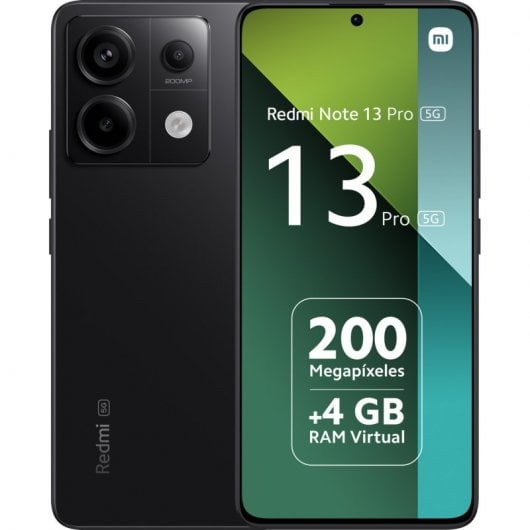 200MP
Redmi 5G
mi
Redmi Note 13 Pro 5G
13 Pro 5G
200
Megapíxeles
+4 GB
RAM Virtual